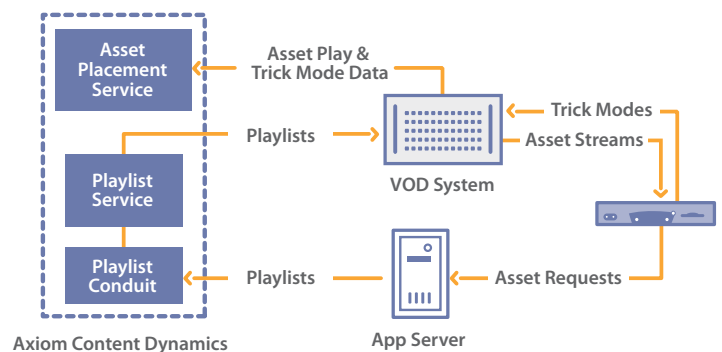 Asset
Placement
Service
Asset Play &
Trick Mode Data
Trick Modes
Playlists
Asset Streams
Playlist
Service
VOD System
Playlist
Conduit
Playlists
Asset Requests
Axiom Content Dynamics
App Server